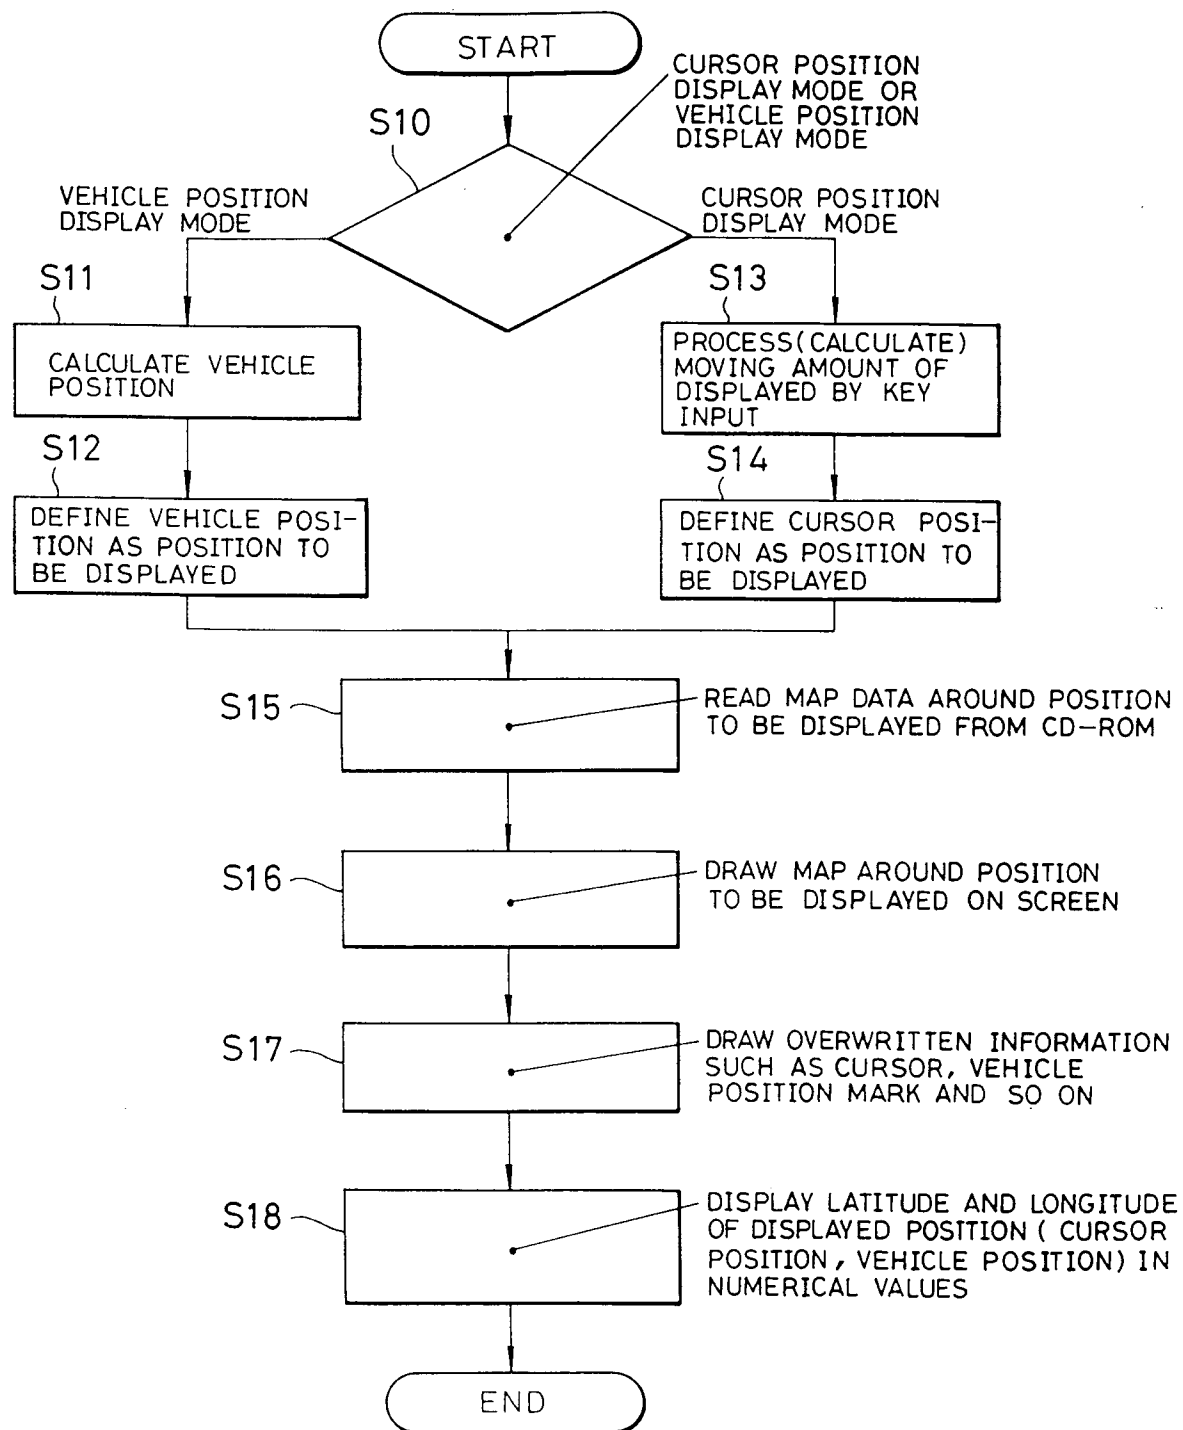 START
CURSOR POSITION
DISPLAY MODE OR
VEHICLE POSITION
DISPLAY MODE
S10
VEHICLE POSITION
DISPLAY MODE
CURSOR POSITION
DISPLAY MODE
S11
CALCULATE VEHICLE
POSITION
S13
PROCESS(CALCULATE)
MOVING AMOUNT OF
DISPLAYED BY KEY
INPUT
S12
DEFINE VEHICLE POSI-
TION AS POSITION TO
BE DISPLAYED
S14
DEFINE CURSOR POSI-
TION AS POSITION TO
BE DISPLAYED
S15
READ MAP DATA AROUND POSITION
TO BE DISPLAYED FROM CD-ROM
S16
DRAW MAP AROUND POSITION
TO BE DISPLAYED ON SCREEN
S17
DRAW OVERWRITTEN INFORMATION
SUCH AS CURSOR, VEHICLE
POSITION MARK AND SO ON
S18
DISPLAY LATITUDE AND LONGITUDE
OF DISPLAYED POSITION ( CURSOR
POSITION, VEHICLE POSITION) IN
NUMERICAL VALUES
END